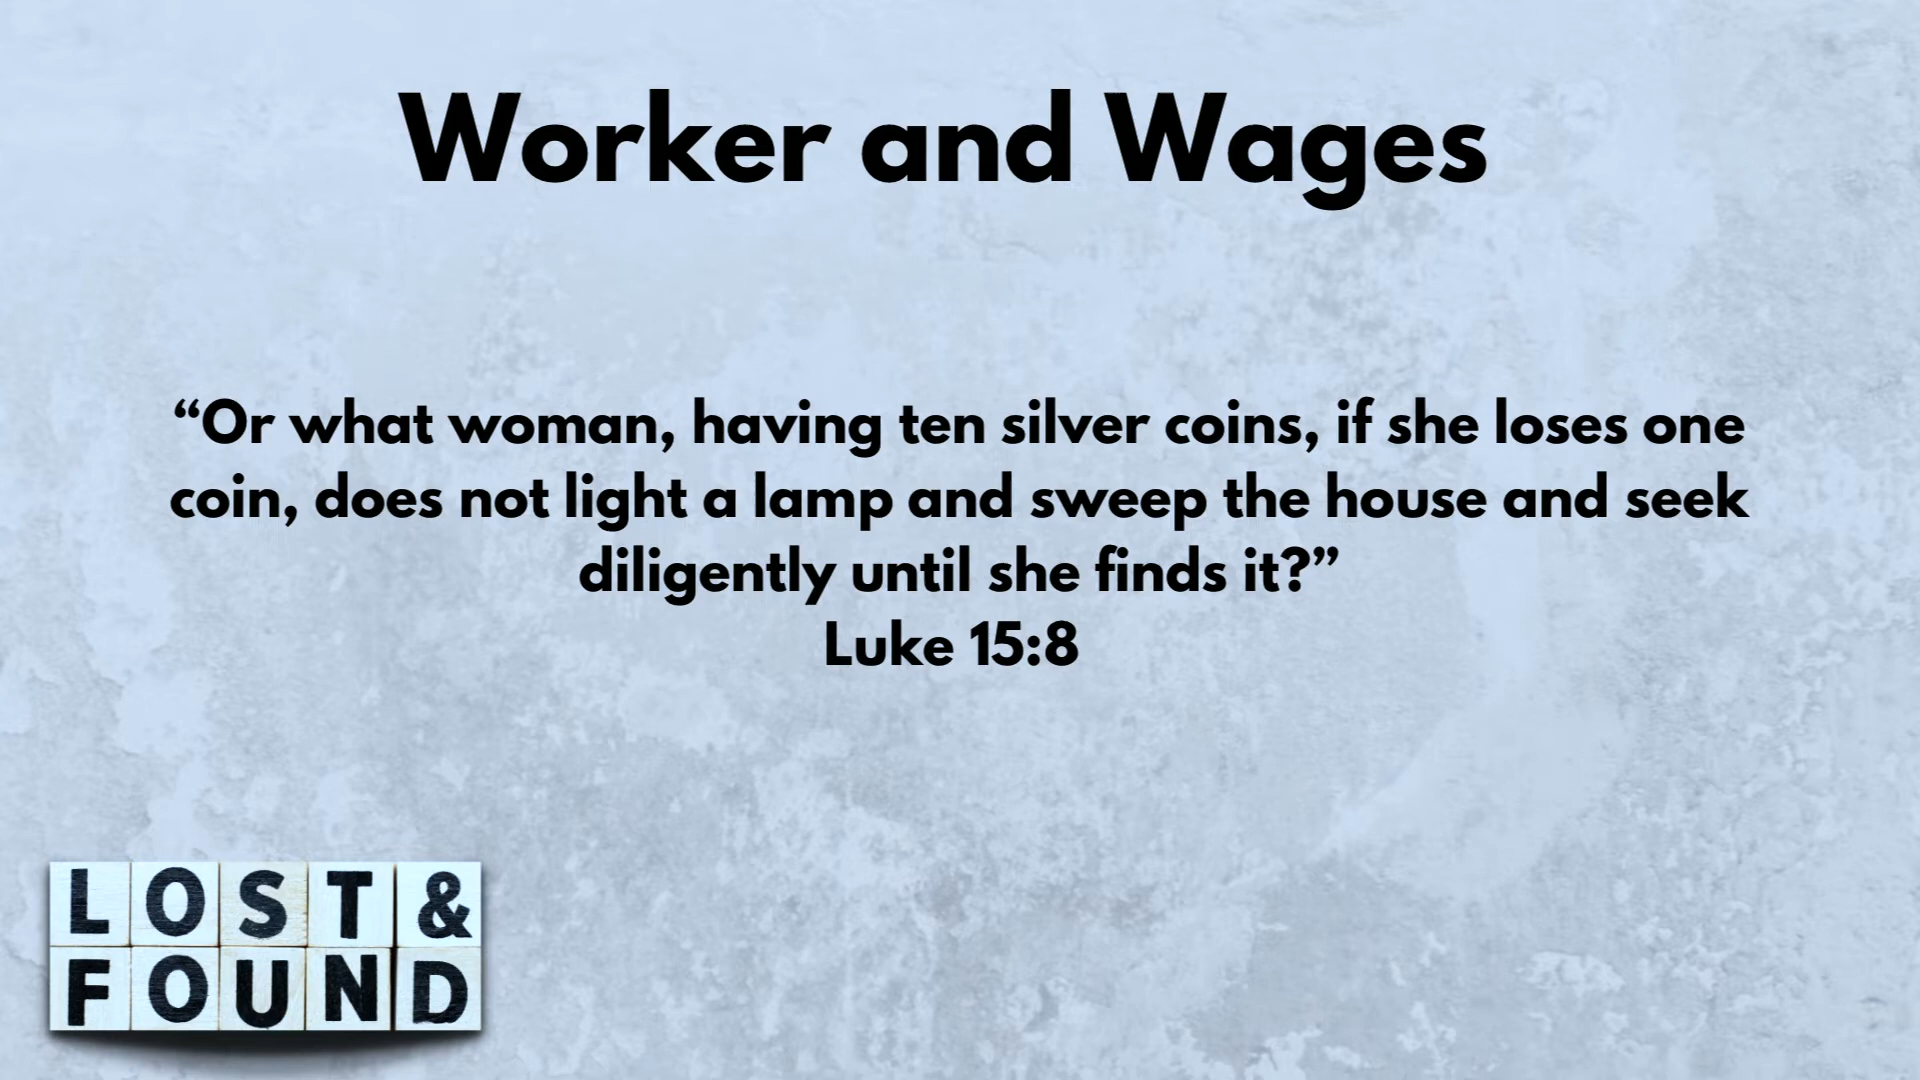 Worker and Wages
“Or what woman, having ten silver coins, if she loses one
coin, does not light a lamp and sweep the house and seek
diligently until she finds it?”
Luke 15:8
LOST &
FOUND